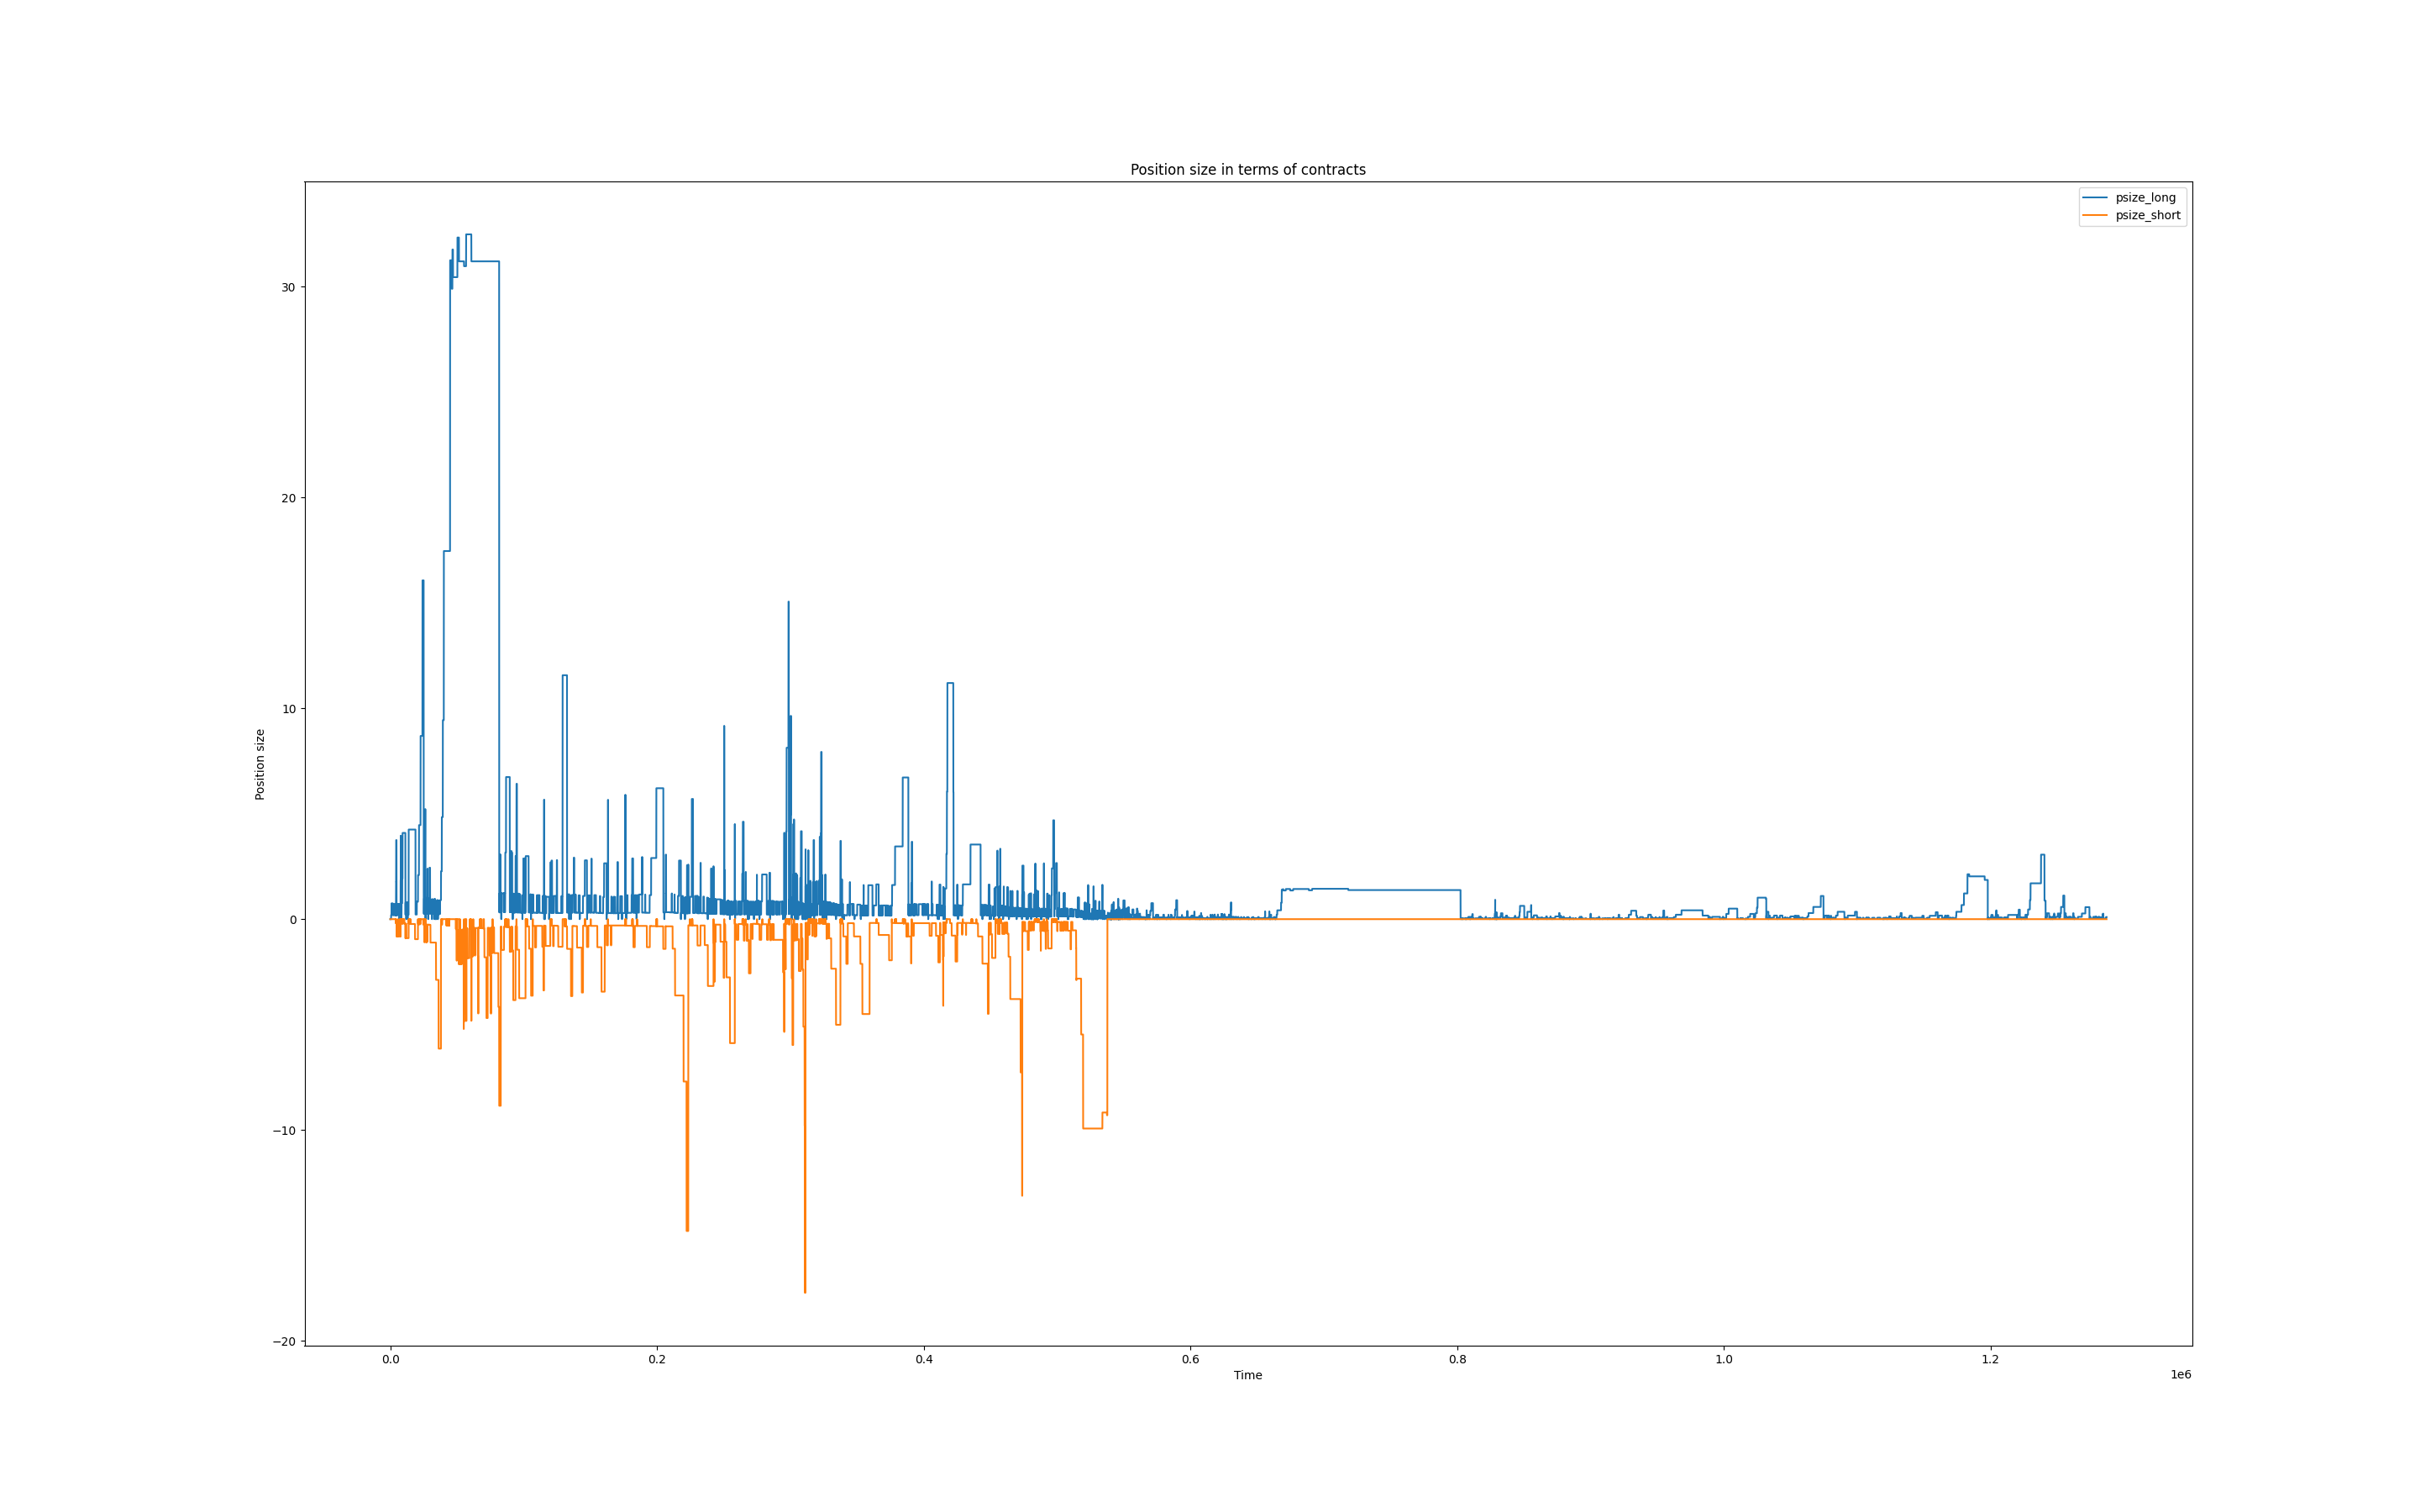 Position size in terms of contracts
psize_long
psize_short
Position size
30
20
10
0
−10
−20
0.0
0.2
0.4
0.6
0.8
1.0
1.2
1e6
Time